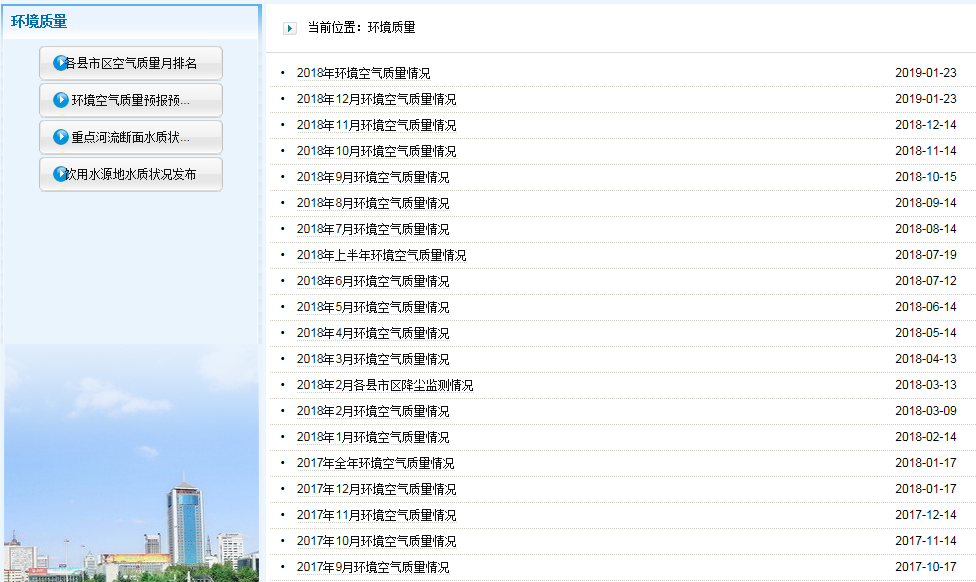 环境质量
各县市区空气质量月排名
环境空气质量预报预...
重点河流断面水质状...
饮用水源地水质状况发布
当前位置：环境质量
2018年环境空气质量情况 2019-01-23
2018年12月环境空气质量情况 2019-01-23
2018年11月环境空气质量情况 2018-12-14
2018年10月环境空气质量情况 2018-11-14
2018年9月环境空气质量情况 2018-10-15
2018年8月环境空气质量情况 2018-09-14
2018年7月环境空气质量情况 2018-08-14
2018年上半年环境空气质量情况 2018-07-19
2018年6月环境空气质量情况 2018-07-12
2018年5月环境空气质量情况 2018-06-14
2018年4月环境空气质量情况 2018-05-14
2018年3月环境空气质量情况 2018-04-13
2018年2月各县市区降尘监测情况 2018-03-13
2018年2月环境空气质量情况 2018-03-09
2018年1月环境空气质量情况 2018-02-14
2017年全年环境空气质量情况 2018-01-17
2017年12月环境空气质量情况 2018-01-17
2017年11月环境空气质量情况 2017-12-14
2017年10月环境空气质量情况 2017-11-14
2017年9月环境空气质量情况 2017-10-17